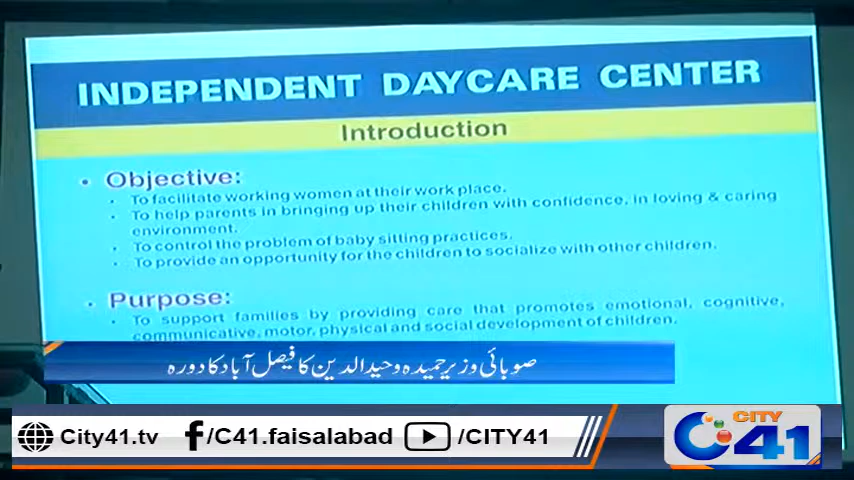 INDEPENDENT DAYCARE CENTER
Introduction
• Objective:
• To facilitate working women at their work place.
• To help parents in bringing up their children with confidence, in loving & caring
environment.
• To control the problem of baby sitting practices.
• To provide an opportunity for the children to socialize with other children.
• Purpose:
• To support families by providing care that promotes emotional, cognitive,
communicative, motor, physical and social development of children.
صوبائی وزیر حمیدہ وحیدالدین کا فیصل آباد کا دورہ
City41.tv /C41.faisalabad /CITY41
CITY
41